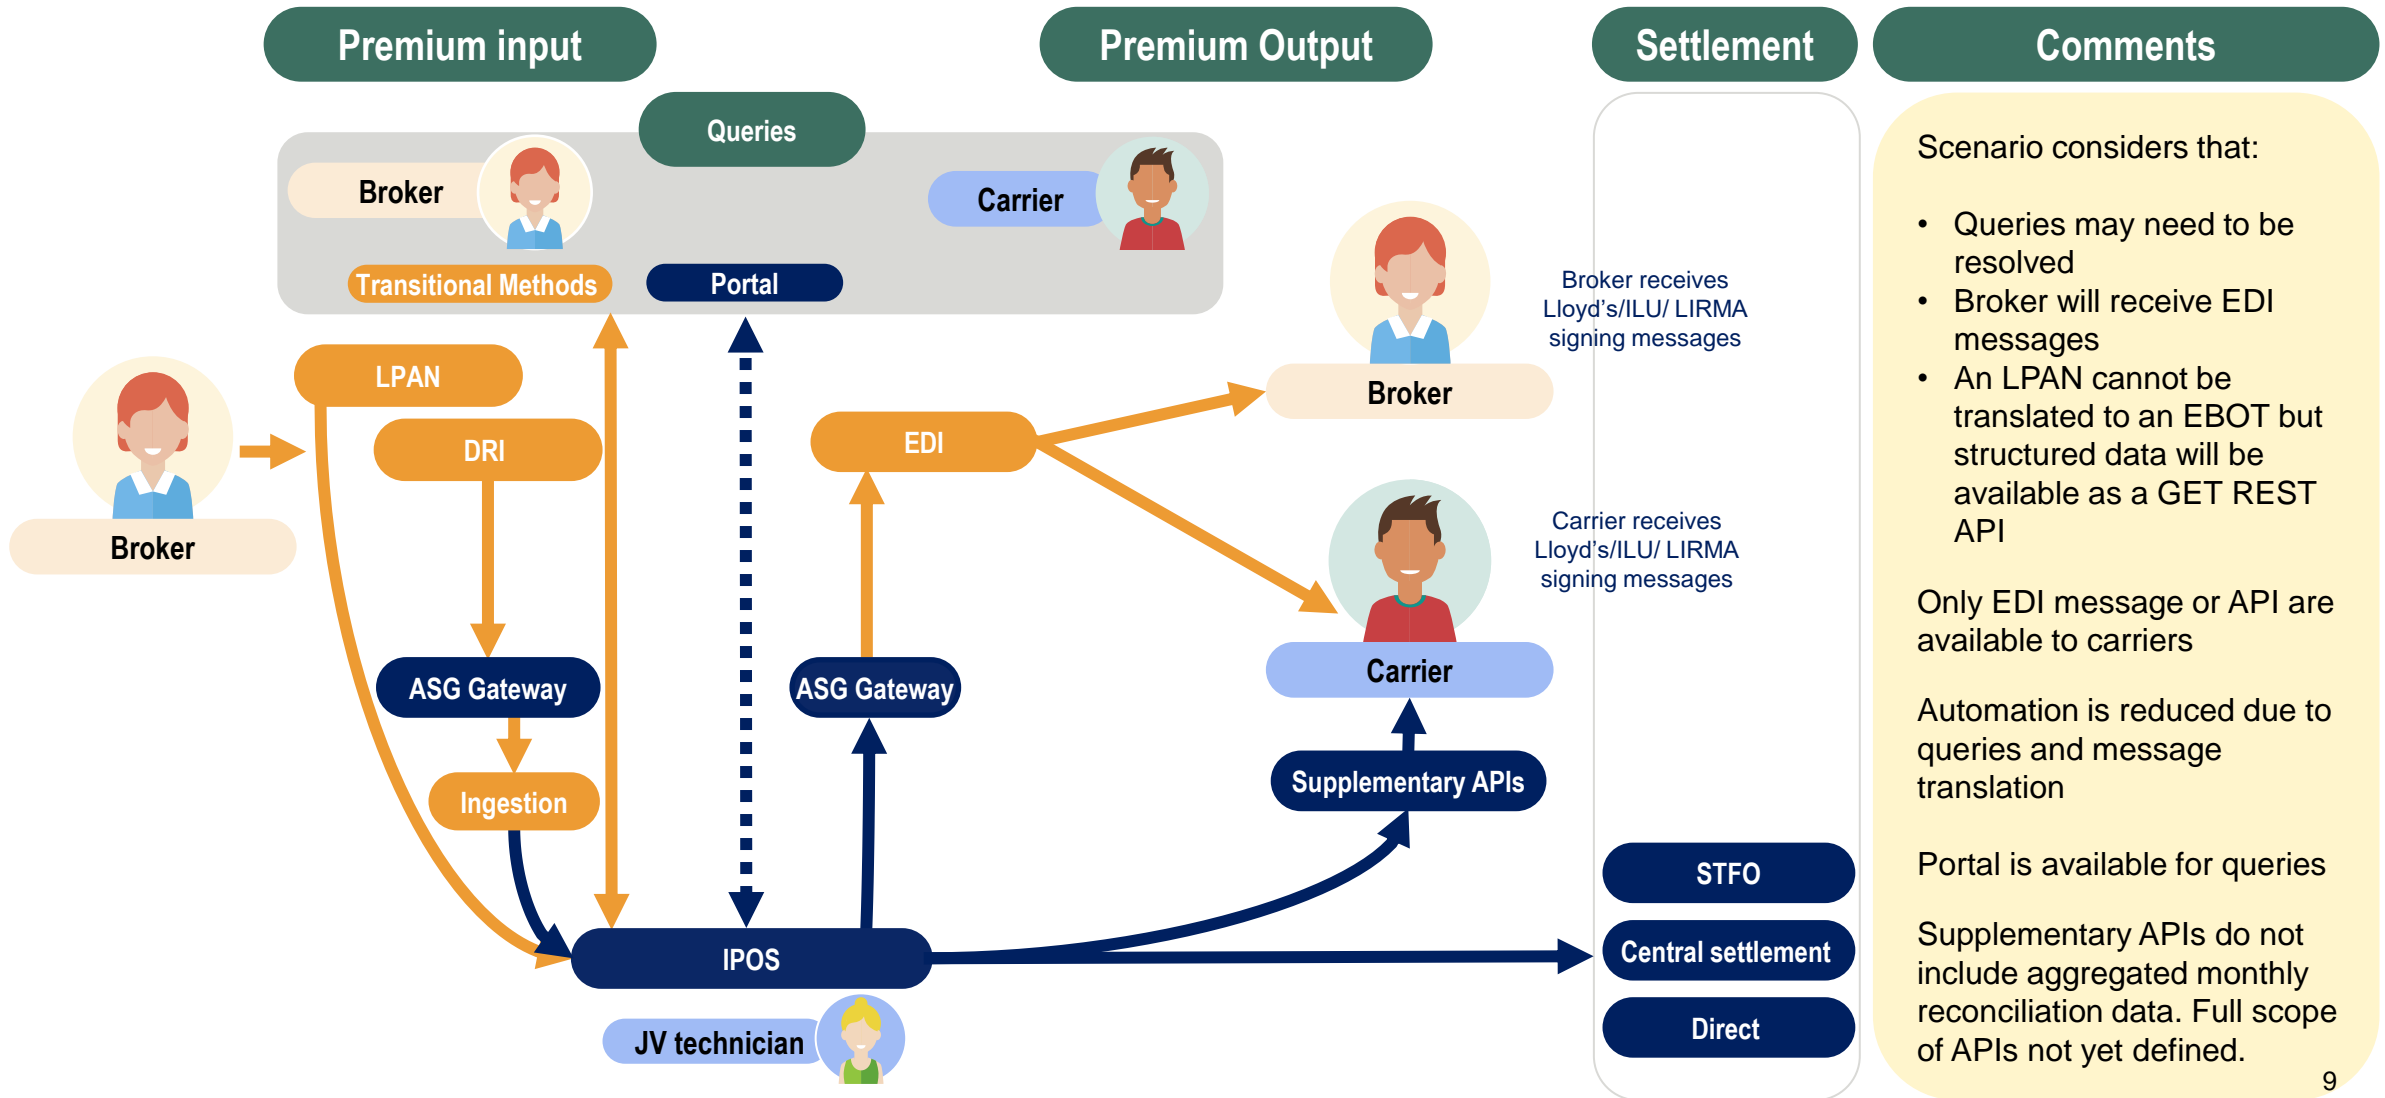 Premium input
Premium Output
Settlement
Comments
Queries
Broker
Carrier
Transitional Methods
Portal
LPAN
DRI
Broker
ASG Gateway
Ingestion
EDI
ASG Gateway
Broker
Broker receives
Lloyd's/ILU/ LIRMA
signing messages
Carrier receives
Lloyd's/ILU/ LIRMA
signing messages
Carrier
Supplementary APIs
IPOS
JV technician
STFO
Central settlement
Direct
Scenario considers that:
• Queries may need to be
resolved
• Broker will receive EDI
messages
• An LPAN cannot be
translated to an EBOT but
structured data will be
available as a GET REST
API
Only EDI message or API are
available to carriers
Automation is reduced due to
queries and message
translation
Portal is available for queries
Supplementary APIs do not
include aggregated monthly
reconciliation data. Full scope
of APIs not yet defined.
9